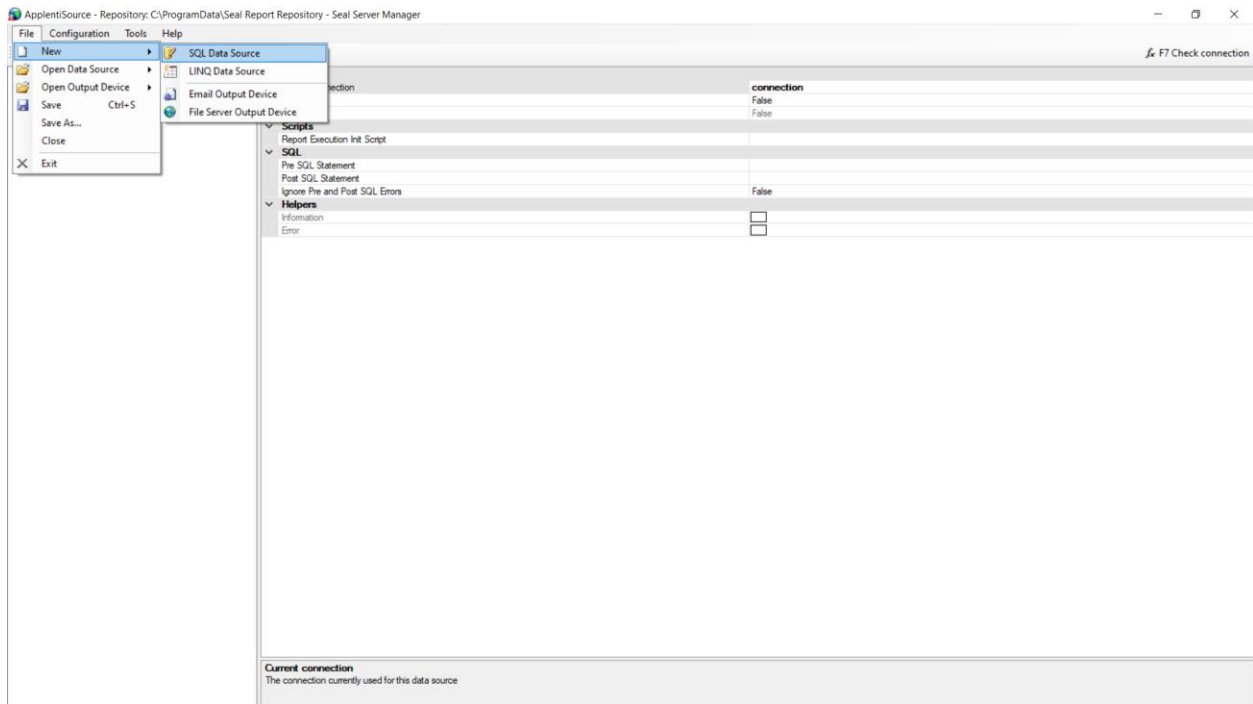 ApplentiSource - Repository: C:\ProgramData\Seal Report Repository - Seal Server Manager
File Configuration Tools Help
New
Open Data Source
Open Output Device
Save Ctrl+S
Save As...
Close
Exit
SQL Data Source
LINQ Data Source
Email Output Device
File Server Output Device
F7 Check connection
connection
False
False
Scripts
Report Execution Init Script
SQL
Pre SQL Statement
Post SQL Statement
Ignore Pre and Post SQL Errors False
Helpers
Information
Error
Current connection
The connection currently used for this data source